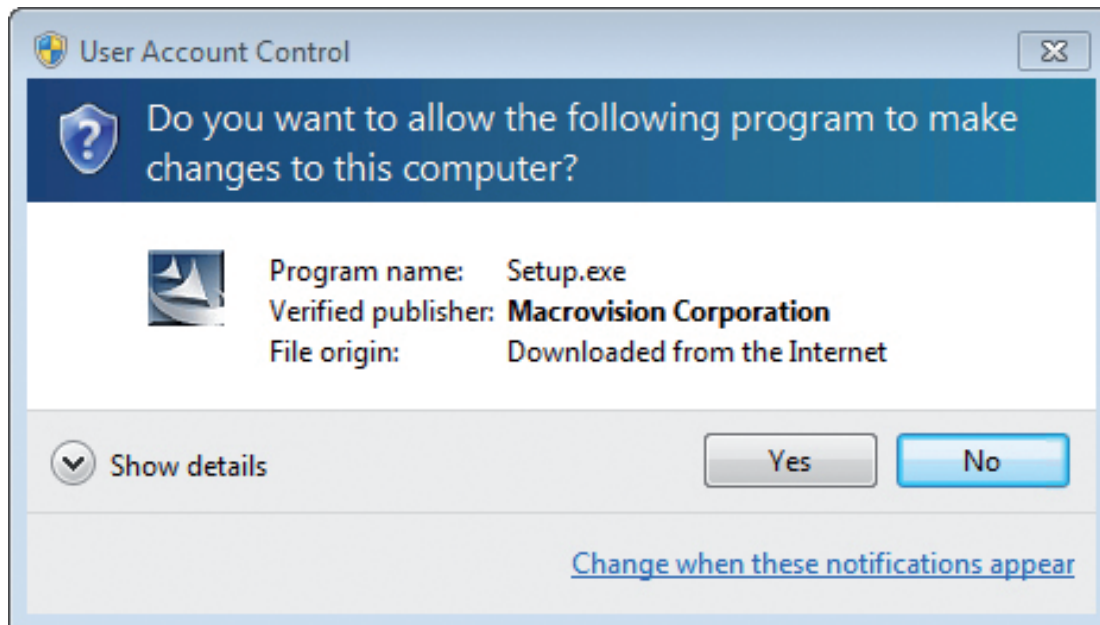 User Account Control
Do you want to allow the following program to make
changes to this computer?
Program name: Setup.exe
Verified publisher: Macrovision Corporation
File origin: Downloaded from the Internet
Show details
Yes
No
Change when these notifications appear